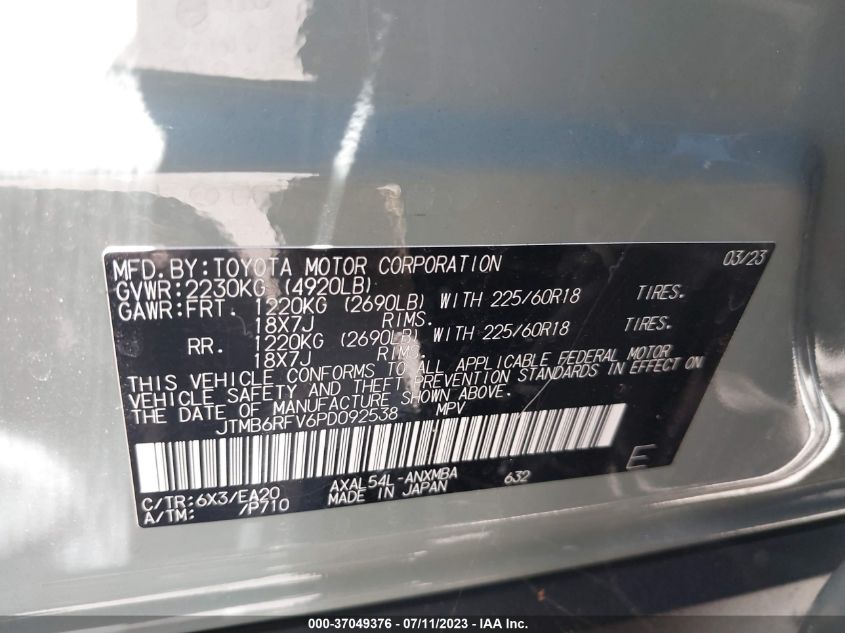 MFD.BY:TOYOTA MOTOR CORPORATION 03/23
GVWR:2230KG (4920LB)
GAWR:FRT. 1220KG (2690LB) WITH 225/60R18 TIRES.
18X7J RIMS.
RR. 1220KG (2690LB) WITH 225/60R18 TIRES.
18X7J RIMS.
THIS VEHICLE CONFORMS TO ALL APPLICABLE FEDERAL MOTOR
VEHICLE SAFETY AND THEFT PREVENTION STANDARDS IN EFFECT ON
THE DATE OF MANUFACTURE SHOWN ABOVE.
JTMB6RFV6PD092538 MPV
C/TR:6X3/EA20 AXAL54L-ANXMBA 632 E
A/TM: /P710 MADE IN JAPAN
000-37049376 - 07/11/2023 - IAA Inc.